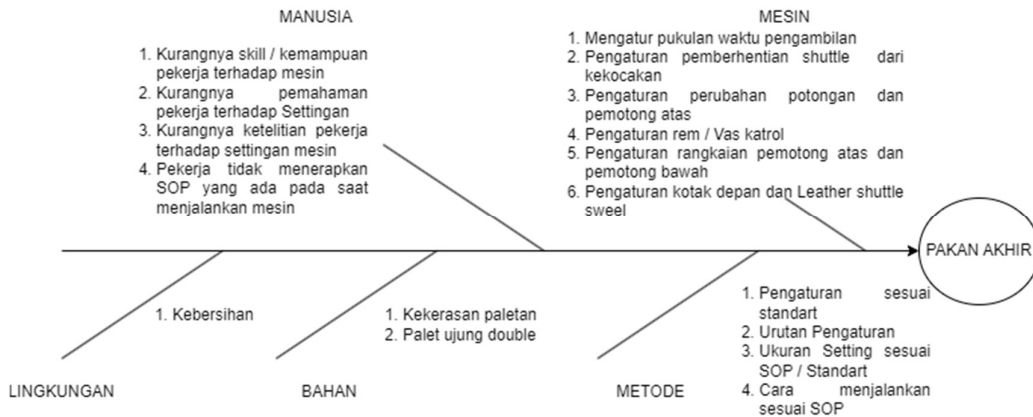 MANUSIA
1. Kurangnya skill / kemampuan
pekerja terhadap mesin
2. Kurangnya pemahaman
pekerja terhadap Settingan
3. Kurangnya ketelitian pekerja
terhadap settingan mesin
4. Pekerja tidak menerapkan
SOP yang ada pada saat
menjalankan mesin
MESIN
1. Mengatur pukulan waktu pengambilan
2. Pengaturan pemberhentian shuttle dari
kekocakan
3. Pengaturan perubahan potongan dan
pemotong atas
4. Pengaturan rem / Vas katrol
5. Pengaturan rangkaian pemotong atas dan
pemotong bawah
6. Pengaturan kotak depan dan Leather shuttle
sweel
PAKAN AKHIR
1. Kebersihan
LINGKUNGAN
1. Kekerasan paletan
2. Palet ujung double
BAHAN
1. Pengaturan sesuai
standart
2. Urutan Pengaturan
3. Ukuran Setting sesuai
SOP / Standart
4. Cara menjalankan
sesuai SOP
METODE